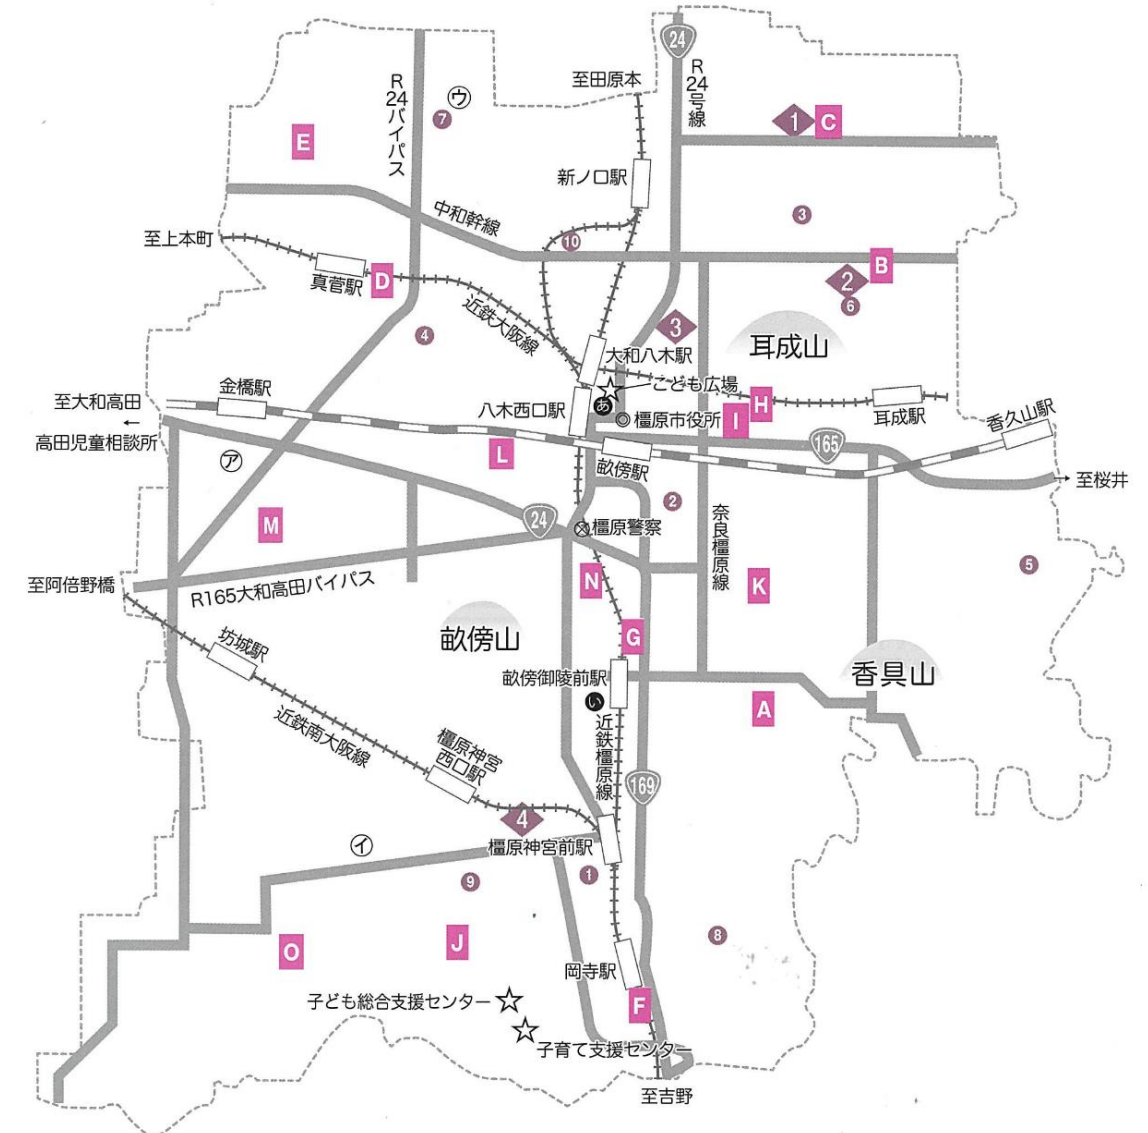 24
至田原本
R24号線
R24バイパス
ウ
7
1
C
E
新ノ口駅
3
中和幹線
至上本町
10
B
真菅駅
D
2
6
近鉄大阪線
4
3
耳成山
大和八木駅
こども広場
金橋駅
至大和高田
←
高田児童相談所
八木西口駅
あ
橿原市役所
I
H
耳成駅
香久山駅
165
L
畝傍駅
至桜井
ア
2
M
24
橿原警察
奈良橿原線
5
至阿倍野橋
R165大和高田バイパス
N
K
坊城駅
畝傍山
G
香具山
畝傍御陵前駅
い
A
近鉄南大阪線
橿原神宮
西口駅
近鉄橿原線
169
4
イ
橿原神宮前駅
9
1
8
O
J
岡寺駅
子ども総合支援センター
F
子育て支援センター
至吉野